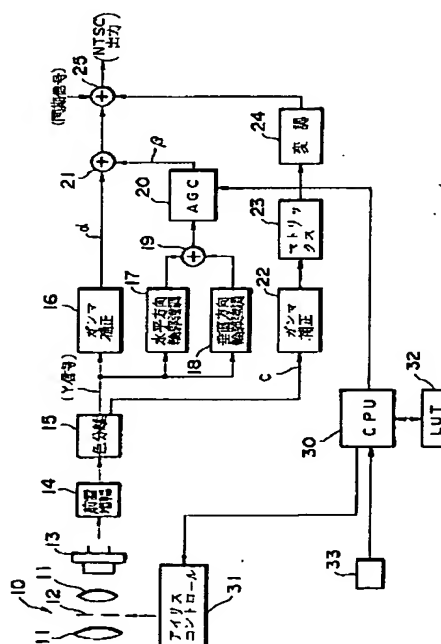 10
11
12
11
13
14
前置
増幅
15
色分離
(Y信号)
C
16
ガンマ
補正
17
水平方向
輪郭強調
18
垂直方向
輪郭強調
22
ガンマ
補正
19
20
AGC
23
マトリッ
クス
24
変調
α
β
21
(同期信号)
25
(NTSC
出力)
アイリス
コントロール
31
30
CPU
32
LUT
33